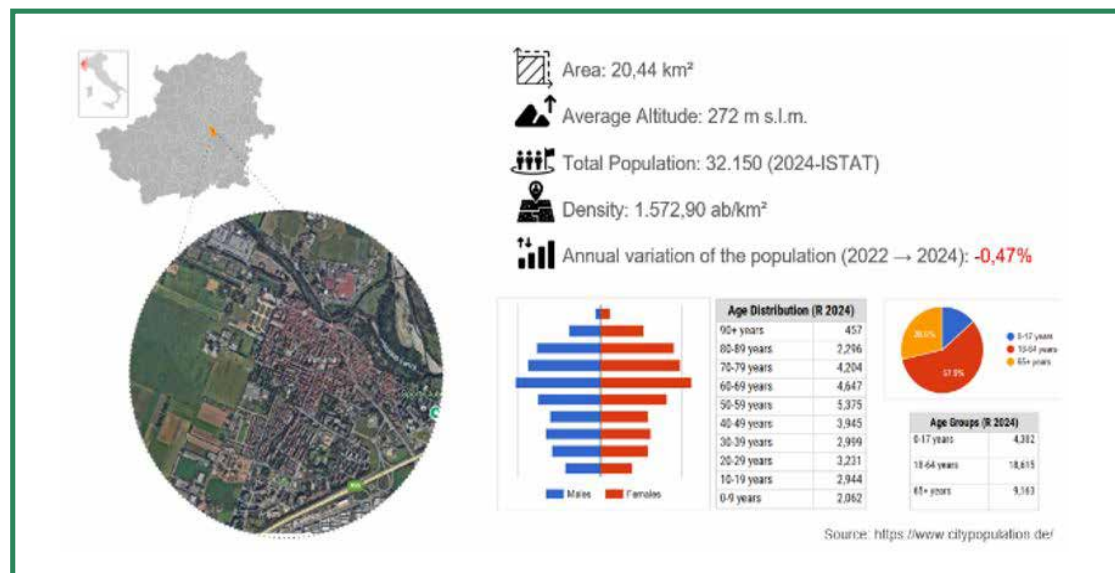 Area: 20,44 km²
Average Altitude: 272 m s.l.m.
Total Population: 32.150 (2024-ISTAT)
Density: 1.572,90 ab/km²
Annual variation of the population (2022 → 2024): -0,47%
Males
Females
Age Distribution (R 2024)
90+ years 457
80-89 years 2,296
70-79 years 4,204
60-69 years 4,647
50-59 years 5,375
40-49 years 3,945
30-39 years 2,999
20-29 years 3,231
10-19 years 2,944
0-9 years 2,062
57.9%
0-17 years
18-64 years
65+ years
Age Groups (R 2024)
0-17 years 4,382
18-64 years 18,615
65+ years 9,163
Source: https://www.citypopulation.de/